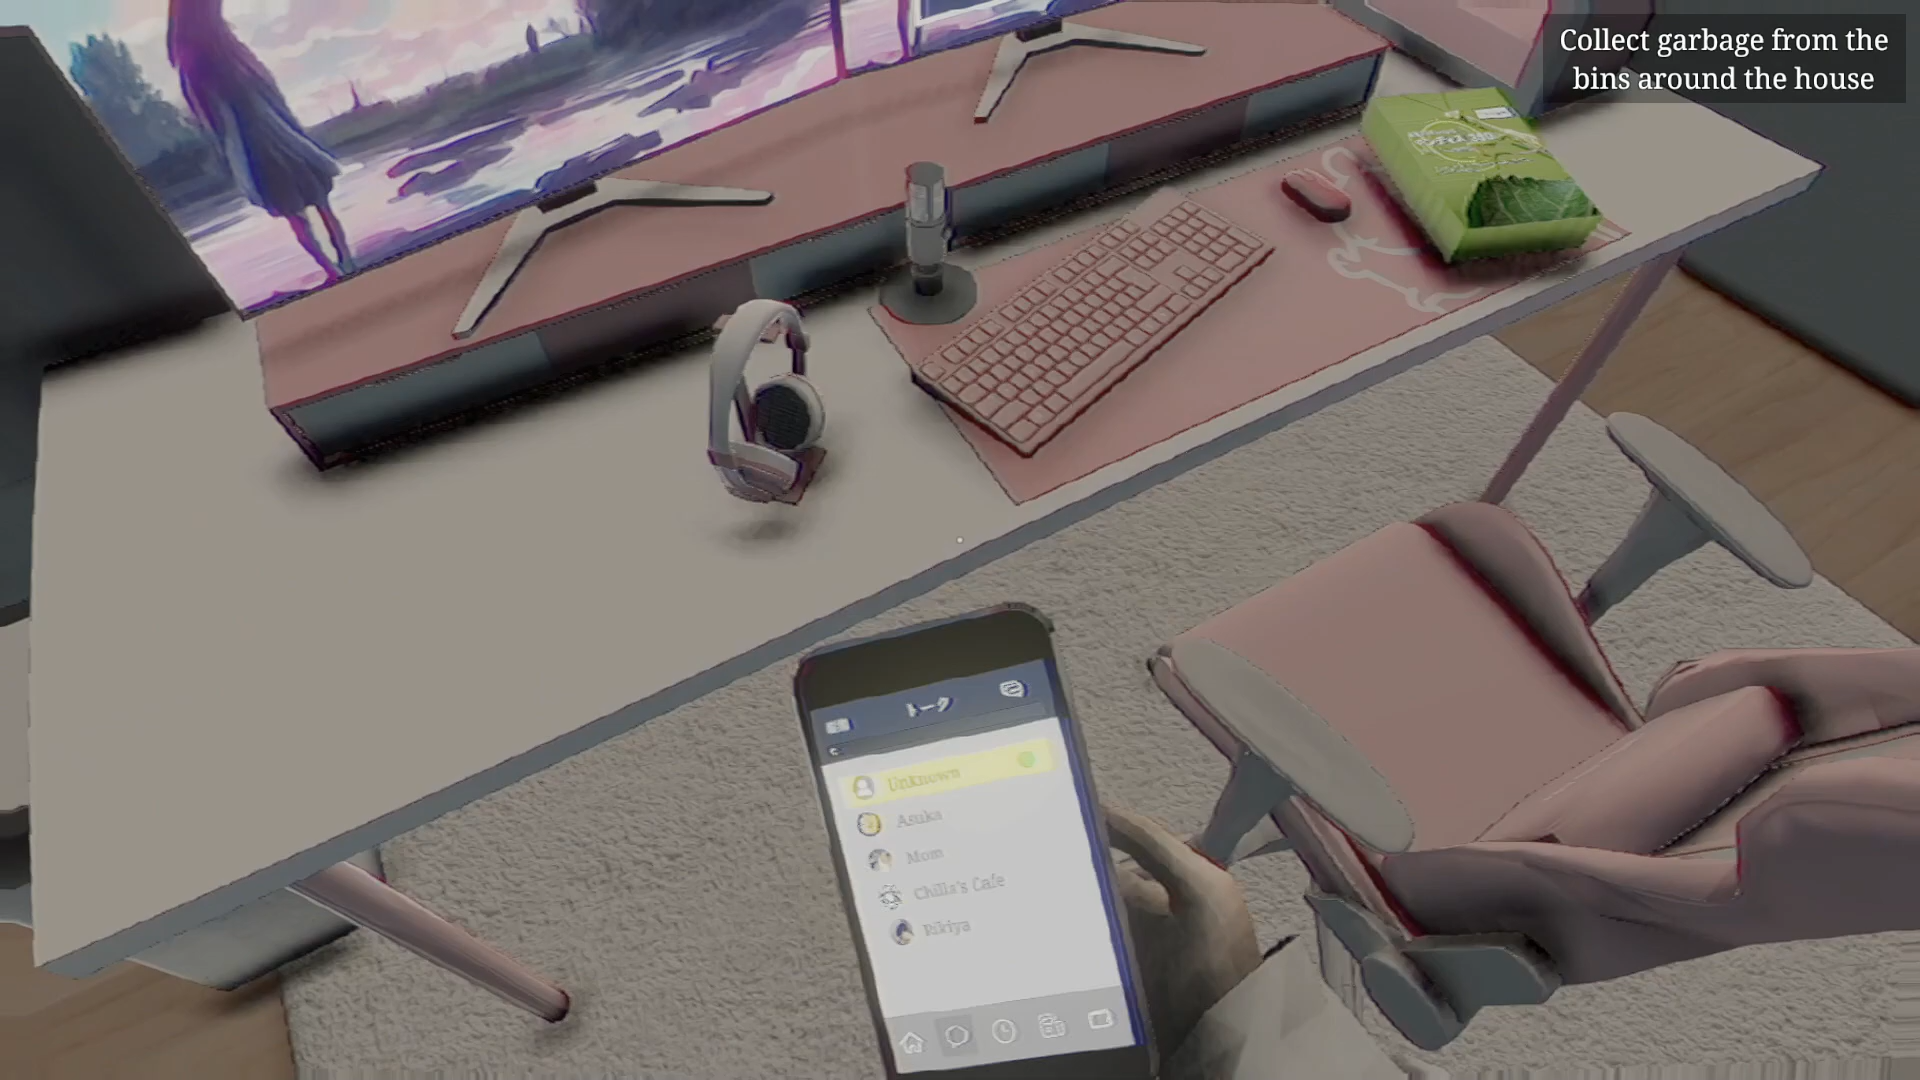 Collect garbage from the
bins around the house
トーク
Unknown
Asuka
Mom
Chilla's Cafe
Rikiya